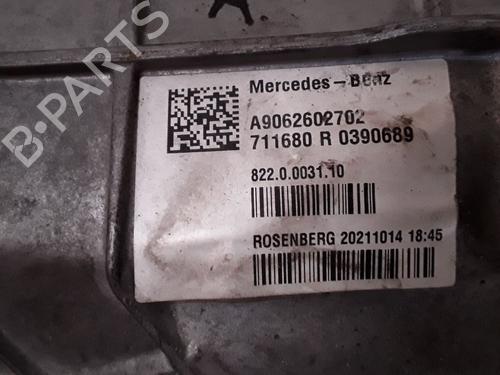 Mercedes-Benz
A9062602702
711680 R 0390689
822.0.0031.10
ROSENBERG 20211014 18:45
B-PARTS